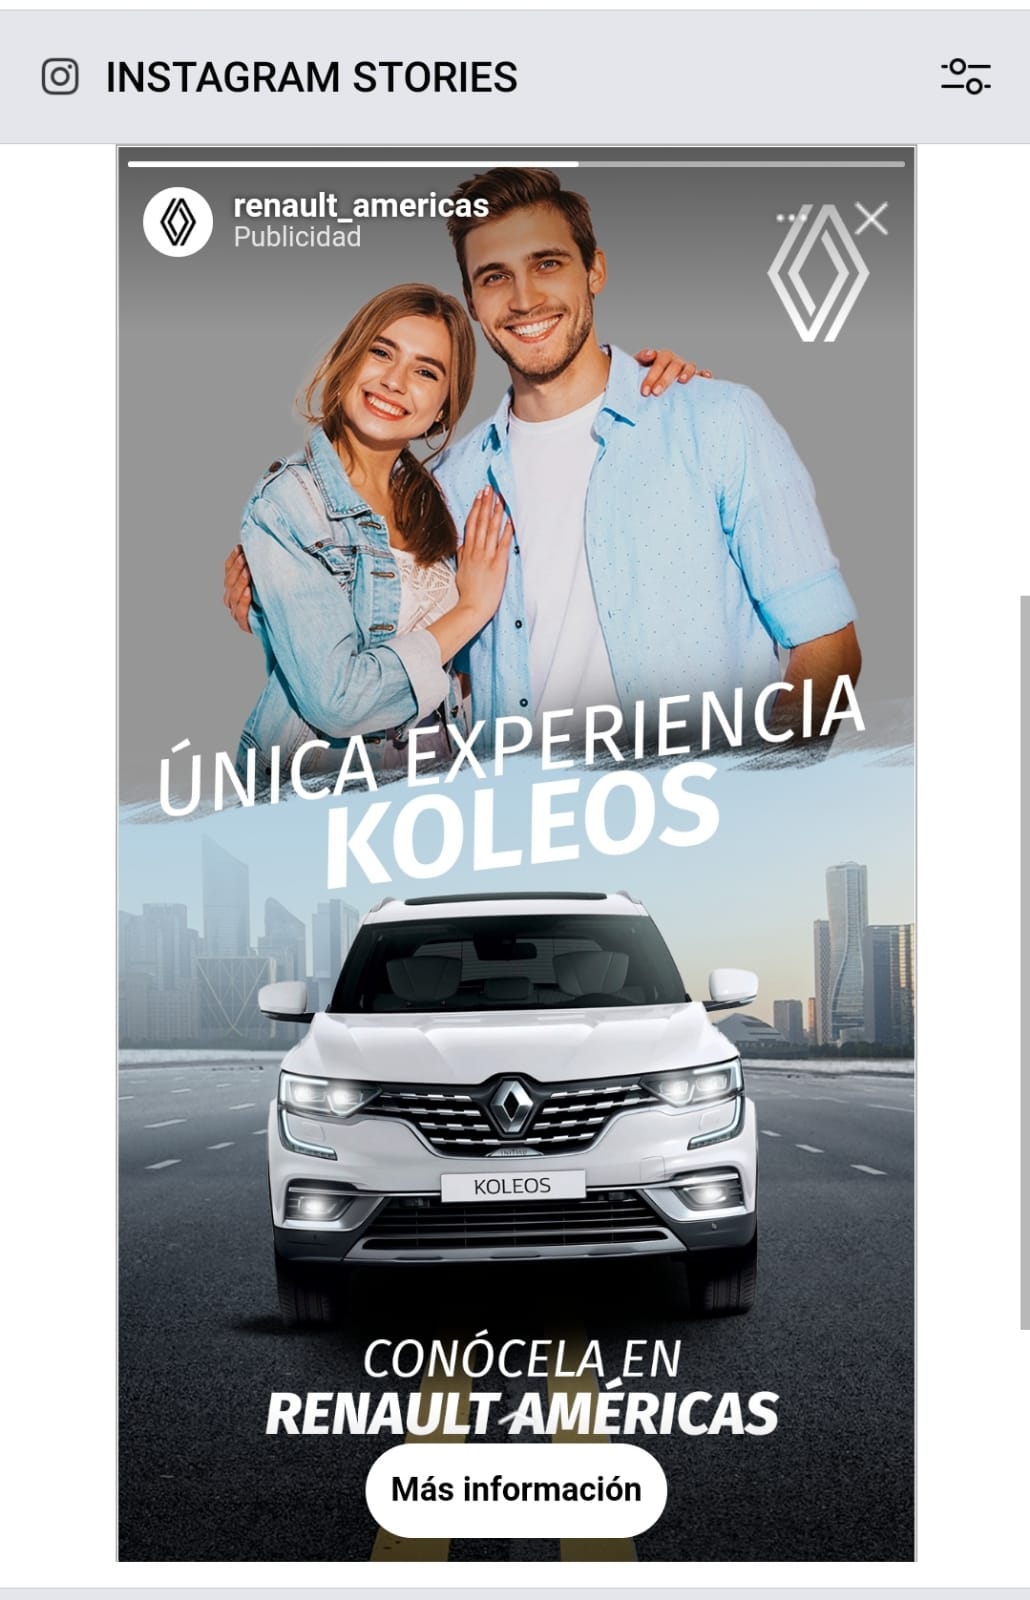 INSTAGRAM STORIES
renault_americas
Publicidad
ÚNICA EXPERIENCIA
KOLEOS
KOLEOS
CONÓCELA EN
RENAULT AMÉRICAS
Más información